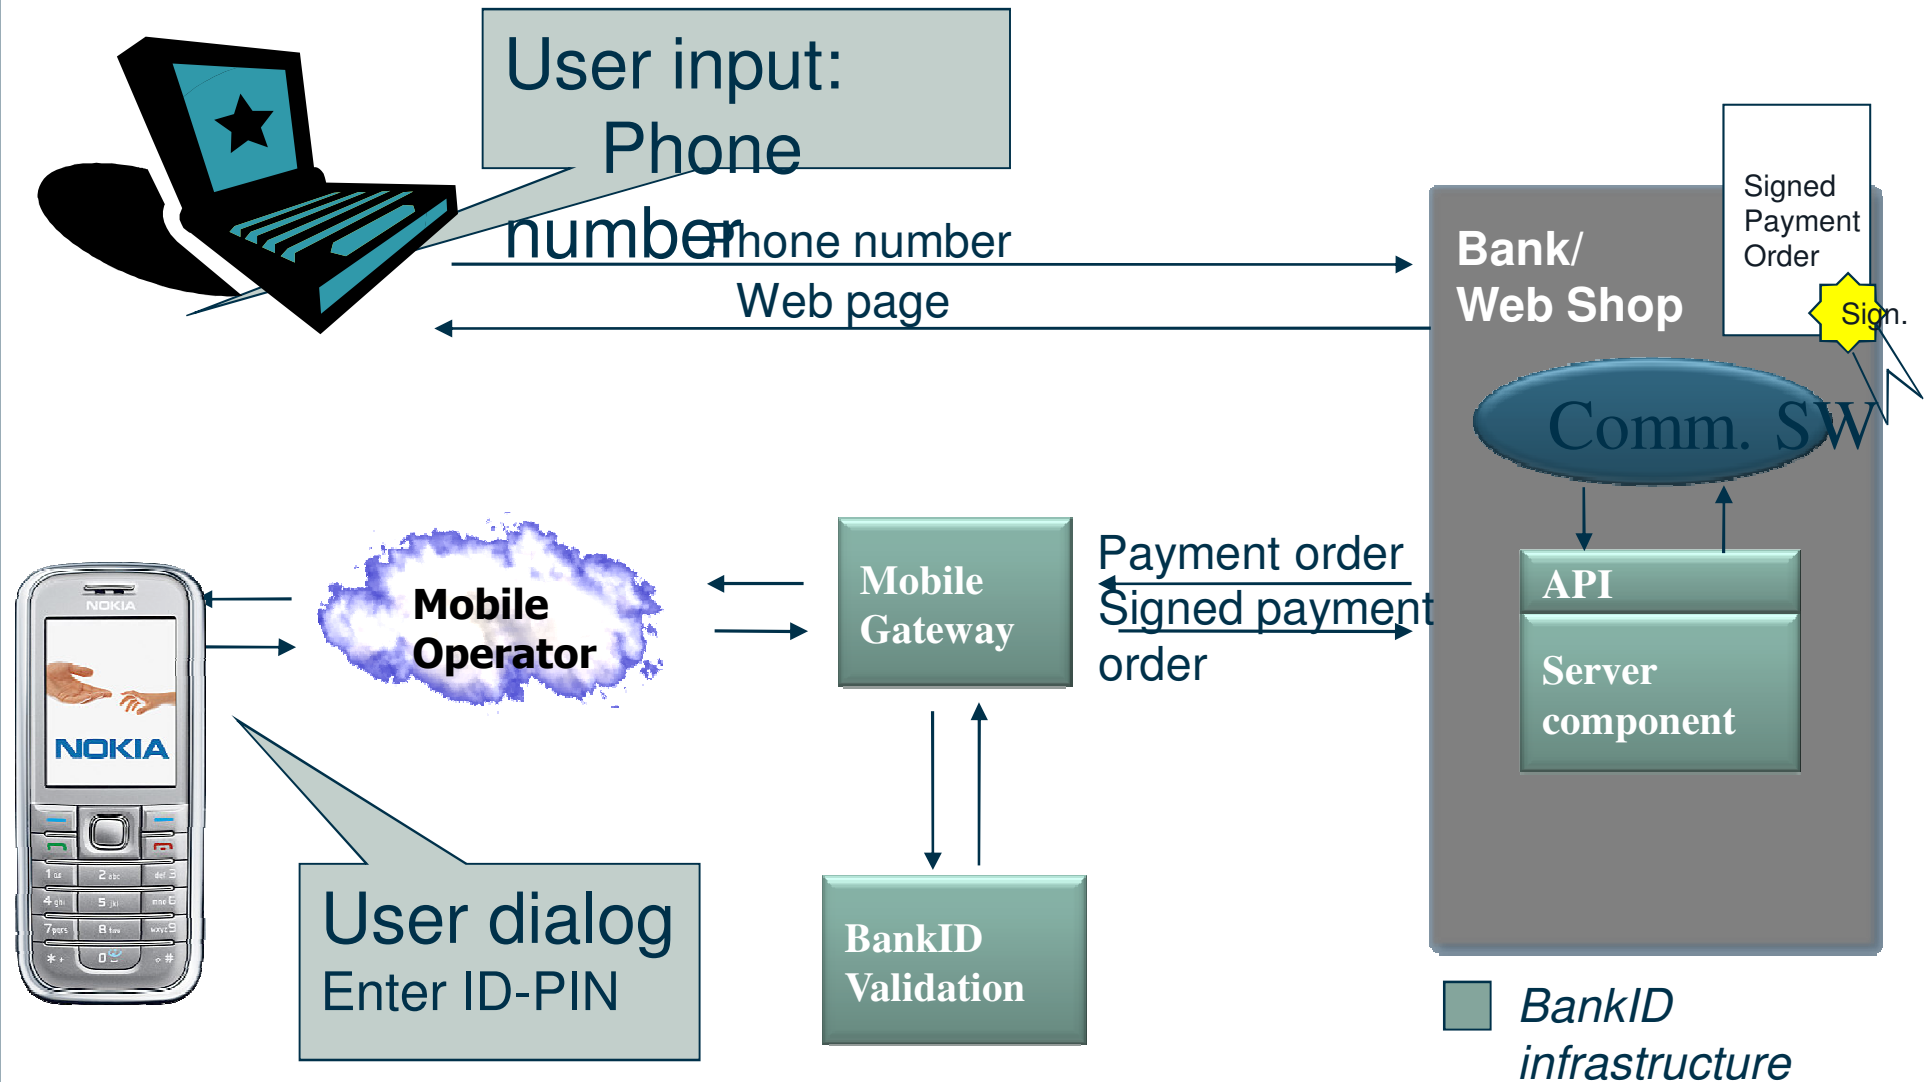 User input:
Phone
number
Phone number
Web page
Signed
Payment
Order
Sign.
Bank/
Web Shop
Comm. SW
API
Server
component
Payment order
Signed payment
order
Mobile
Gateway
Mobile
Operator
NOKIA
NOKIA
User dialog
Enter ID-PIN
BankID
Validation
BankID
infrastructure